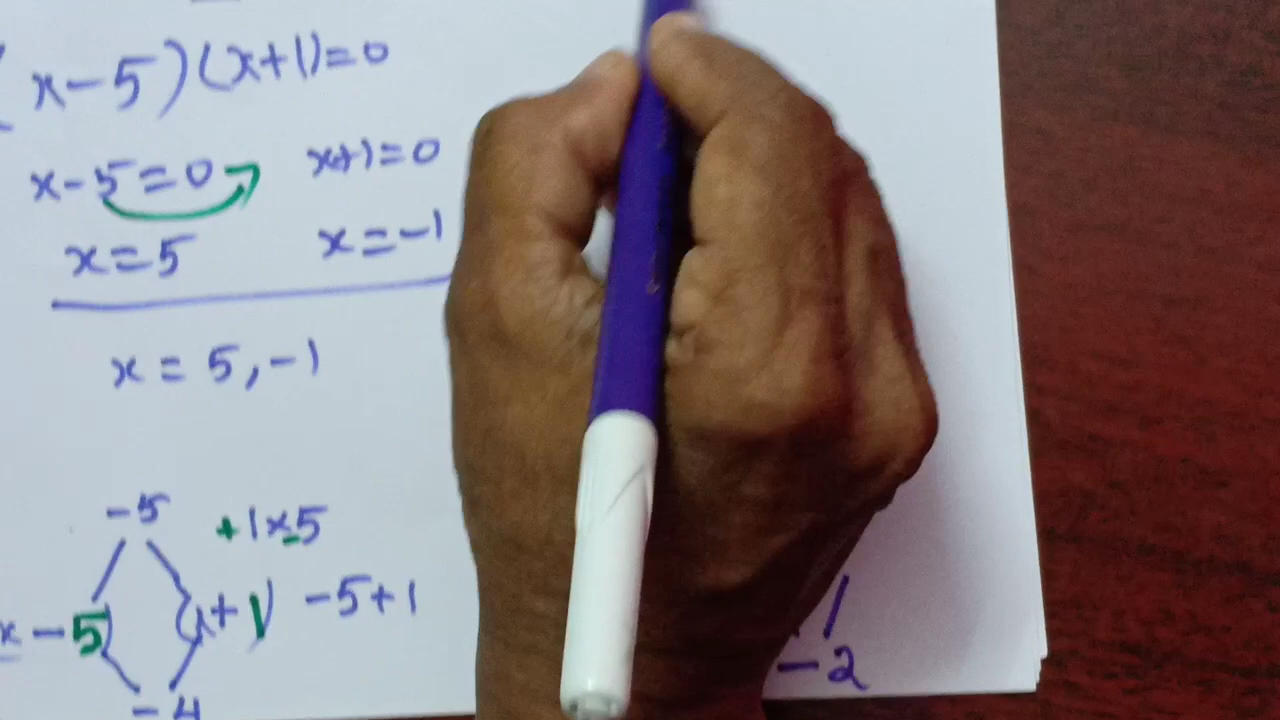 (x-5)(x+1)=0
x-5=0 x+1=0
x=5 x=-1
x = 5,-1
-5 +1x-5
x-5) (x+1) -5+1
-4
-2